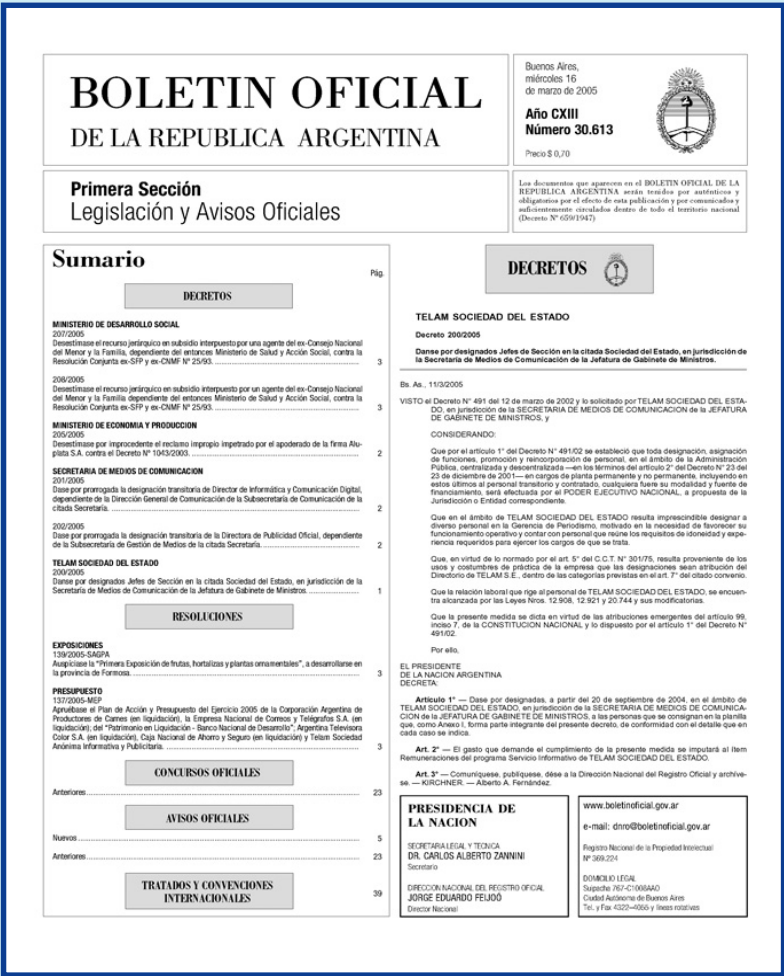 BOLETIN OFICIAL
DE LA REPUBLICA ARGENTINA
Buenos Aires,
miércoles 16
de marzo de 2005
Año CXIII
Número 30.613
Precio $ 0,70
Primera Sección
Legislación y Avisos Oficiales
Los documentos que aparecen en el BOLETIN OFICIAL DE LA
REPUBLICA ARGENTINA serán tenidos por auténticos y
obligatorios por el efecto de esta publicación y por comunicados y
suficientemente circulados dentro de todo el territorio nacional
(Decreto Nº 659/1947)
Sumario
Pág.
DECRETOS
MINISTERIO DE DESARROLLO SOCIAL
207/2005
Desestímase el recurso jerárquico en subsidio interpuesto por una agente del ex-Consejo Nacional
del Menor y la Familia, dependiente del entonces Ministerio de Salud y Acción Social, contra la
Resolución Conjunta ex-SFP y ex-CNMF Nº 25/93. 3
208/2005
Desestímase el recurso jerárquico en subsidio interpuesto por un agente del ex-Consejo Nacional
del Menor y la Familia dependiente del entonces Ministerio de Salud y Acción Social, contra la
Resolución Conjunta ex-SFP y ex-CNMF Nº 25/93. 3
MINISTERIO DE ECONOMIA Y PRODUCCION
205/2005
Desestímase por improcedente el reclamo impropio impetrado por el apoderado de la firma Alu-
plata S.A. contra el Decreto Nº 1043/2003. 2
SECRETARIA DE MEDIOS DE COMUNICACION
201/2005
Dase por prorrogada la designación transitoria de Director de Informática y Comunicación Digital,
dependiente de la Dirección General de Comunicación de la Subsecretaría de Comunicación de la
citada Secretaría. 2
202/2005
Dase por prorrogada la designación transitoria de la Directora de Publicidad Oficial, dependiente
de la Subsecretaría de Gestión de Medios de la citada Secretaría. 2
TELAM SOCIEDAD DEL ESTADO
200/2005
Danse por designados Jefes de Sección en la citada Sociedad del Estado, en jurisdicción de la
Secretaría de Medios de Comunicación de la Jefatura de Gabinete de Ministros. 1
RESOLUCIONES
EXPOSICIONES
139/2005-SAGPA
Auspíciase la "Primera Exposición de frutas, hortalizas y plantas ornamentales", a desarrollarse en
la provincia de Formosa. 3
PRESUPUESTO
137/2005-MEP
Apruébase el Plan de Acción y Presupuesto del Ejercicio 2005 de la Corporación Argentina de
Productores de Carnes (en liquidación), la Empresa Nacional de Correos y Telégrafos S.A. (en
liquidación); del "Patrimonio en Liquidación - Banco Nacional de Desarrollo"; Argentina Televisora
Color S.A. (en liquidación), Caja Nacional de Ahorro y Seguro (en liquidación) y Telam Sociedad
Anónima Informativa y Publicitaria. 3
CONCURSOS OFICIALES
Anteriores 23
AVISOS OFICIALES
Nuevos 5
Anteriores 23
TRATADOS Y CONVENCIONES
INTERNACIONALES 39
DECRETOS
TELAM SOCIEDAD DEL ESTADO
Decreto 200/2005
Danse por designados Jefes de Sección en la citada Sociedad del Estado, en jurisdicción de
la Secretaría de Medios de Comunicación de la Jefatura de Gabinete de Ministros.
Bs. As., 11/3/2005
VISTO el Decreto N° 491 del 12 de marzo de 2002 y lo solicitado por TELAM SOCIEDAD DEL ESTA-
DO, en jurisdicción de la SECRETARIA DE MEDIOS DE COMUNICACION de la JEFATURA
DE GABINETE DE MINISTROS, y
CONSIDERANDO:
Que por el artículo 1° del Decreto N° 491/02 se estableció que toda designación, asignación
de funciones, promoción y reincorporación de personal, en el ámbito de la Administración
Pública, centralizada y descentralizada —en los términos del artículo 2° del Decreto N° 23 del
23 de diciembre de 2001— en cargos de planta permanente y no permanente, incluyendo en
estos últimos al personal transitorio y contratado, cualquiera fuere su modalidad y fuente de
financiamiento, será efectuada por el PODER EJECUTIVO NACIONAL, a propuesta de la
Jurisdicción o Entidad correspondiente.
Que en el ámbito de TELAM SOCIEDAD DEL ESTADO resulta imprescindible designar a
diverso personal en la Gerencia de Periodismo, motivado en la necesidad de favorecer su
funcionamiento operativo y contar con personal que reúne los requisitos de idoneidad y expe-
riencia requeridos para ejercer los cargos de que se trata.
Que, en virtud de lo normado por el art. 5° del C.C.T. N° 301/75, resulta proveniente de los
usos y costumbres de práctica de la empresa que las designaciones sean atribución del
Directorio de TELAM S.E., dentro de las categorías previstas en el art. 7° del citado convenio.
Que la relación laboral que rige al personal de TELAM SOCIEDAD DEL ESTADO, se encuen-
tra alcanzada por las Leyes Nros. 12.908, 12.921 y 20.744 y sus modificatorias.
Que la presente medida se dicta en virtud de las atribuciones emergentes del artículo 99,
inciso 7, de la CONSTITUCION NACIONAL y lo dispuesto por el artículo 1° del Decreto N°
491/02.
Por ello,
EL PRESIDENTE
DE LA NACION ARGENTINA
DECRETA:
Artículo 1° — Dase por designadas, a partir del 20 de septiembre de 2004, en el ámbito de
TELAM SOCIEDAD DEL ESTADO, en jurisdicción de la SECRETARIA DE MEDIOS DE COMUNICA-
CION de la JEFATURA DE GABINETE DE MINISTROS, a las personas que se consignan en la planilla
que, como Anexo I, forma parte integrante del presente decreto, de conformidad con el detalle que en
cada caso se indica.
Art. 2° — El gasto que demande el cumplimiento de la presente medida se imputará al ítem
Remuneraciones del programa Servicio Informativo de TELAM SOCIEDAD DEL ESTADO.
Art. 3° — Comuníquese, publíquese, dése a la Dirección Nacional del Registro Oficial y archíve-
se. — KIRCHNER. — Alberto A. Fernández.
PRESIDENCIA DE
LA NACION
SECRETARIA LEGAL Y TECNICA
DR. CARLOS ALBERTO ZANNINI
Secretario
DIRECCION NACIONAL DEL REGISTRO OFICIAL
JORGE EDUARDO FEIJOÓ
Director Nacional
www.boletinoficial.gov.ar
e-mail: dnro@boletinoficial.gov.ar
Registro Nacional de la Propiedad Intelectual
Nº 369.224
DOMICILIO LEGAL
Suipacha 767-C1008AAO
Ciudad Autónoma de Buenos Aires
Tel. y Fax 4322-4055 y líneas rotativas